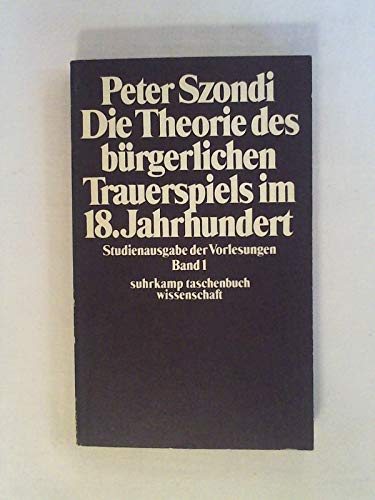 Peter Szondi
Die Theorie des
bürgerlichen
Trauerspiels im
18. Jahrhundert
Studienausgabe der Vorlesungen
Band 1
suhrkamp taschenbuch
wissenschaft